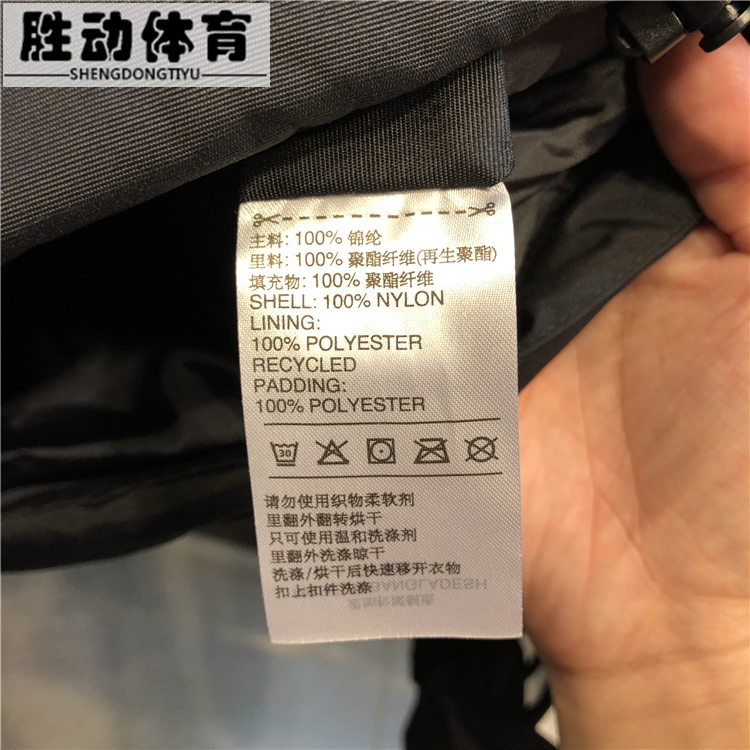 胜动体育
SHENGDONGTIYU
主料: 100% 锦纶
里料: 100% 聚酯纤维(再生聚酯)
填充物: 100% 聚酯纤维
SHELL: 100% NYLON
LINING:
100% POLYESTER
RECYCLED
PADDING:
100% POLYESTER
30
请勿使用织物柔软剂
里翻外翻转烘干
只可使用温和洗涤剂
里翻外洗涤晾干
洗涤/烘干后快速移开衣物
扣上扣件洗涤
BANGLADESH